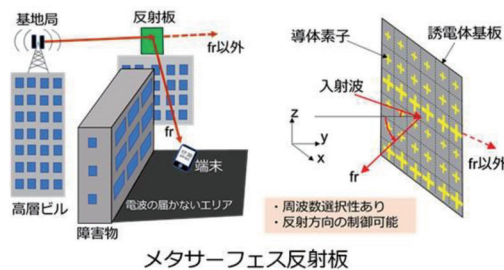 基地局
反射板
fr以外
fr
17:30
端末
電波の届かないエリア
高層ビル
障害物
導体素子
誘電体基板
入射波
z
y
x
fr以外
fr
・周波数選択性あり
・反射方向の制御可能
メタサーフェス反射板